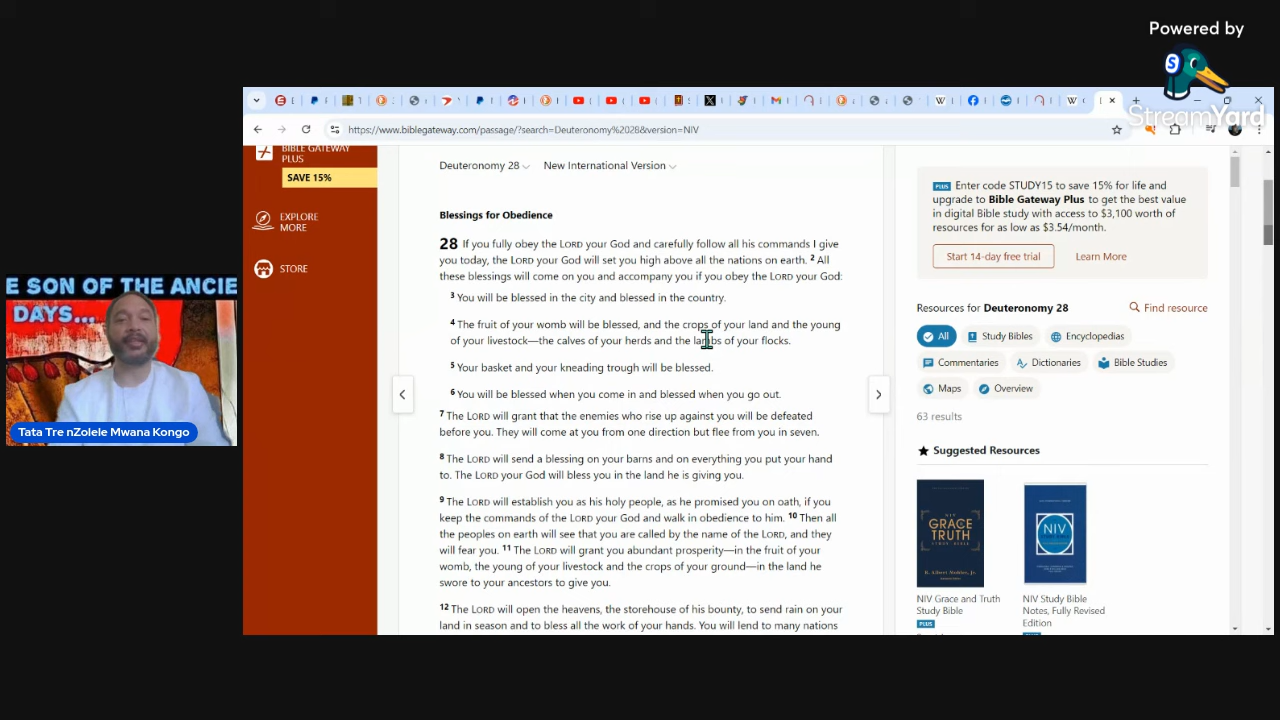 Powered by
S
StreamYard
https://www.biblegateway.com/passage/?search=Deuteronomy%2028&version=NIV
BIBLE GATEWAY
PLUS
SAVE 15%
EXPLORE
MORE
STORE
Deuteronomy 28 New International Version
Blessings for Obedience
28 If you fully obey the LORD your God and carefully follow all his commands I give
you today, the LORD your God will set you high above all the nations on earth. 2 All
these blessings will come on you and accompany you if you obey the LORD your God:
3 You will be blessed in the city and blessed in the country.
4 The fruit of your womb will be blessed, and the crops of your land and the young
of your livestock—the calves of your herds and the lambs of your flocks.
5 Your basket and your kneading trough will be blessed.
6 You will be blessed when you come in and blessed when you go out.
7 The LORD will grant that the enemies who rise up against you will be defeated
before you. They will come at you from one direction but flee from you in seven.
8 The LORD will send a blessing on your barns and on everything you put your hand
to. The LORD your God will bless you in the land he is giving you.
9 The LORD will establish you as his holy people, as he promised you on oath, if you
keep the commands of the LORD your God and walk in obedience to him. 10 Then all
the peoples on earth will see that you are called by the name of the LORD, and they
will fear you. 11 The LORD will grant you abundant prosperity—in the fruit of your
womb, the young of your livestock and the crops of your ground—in the land he
swore to your ancestors to give you.
12 The LORD will open the heavens, the storehouse of his bounty, to send rain on your
land in season and to bless all the work of your hands. You will lend to many nations
PLUS Enter code STUDY15 to save 15% for life and
upgrade to Bible Gateway Plus to get the best value
in digital Bible study with access to $3,100 worth of
resources for as low as $3.54/month.
Start 14-day free trial Learn More
Resources for Deuteronomy 28 Find resource
All Study Bibles Encyclopedias
Commentaries Dictionaries Bible Studies
Maps Overview
63 results
Suggested Resources
NIV
GRACE
TRUTH
STUDY BIBLE
NIV
STUDY BIBLE
NIV Grace and Truth
Study Bible
PLUS
NIV Study Bible
Notes, Fully Revised
Edition
E SON OF THE ANCIE
DAYS...
Tata Tre nZolele Mwana Kongo